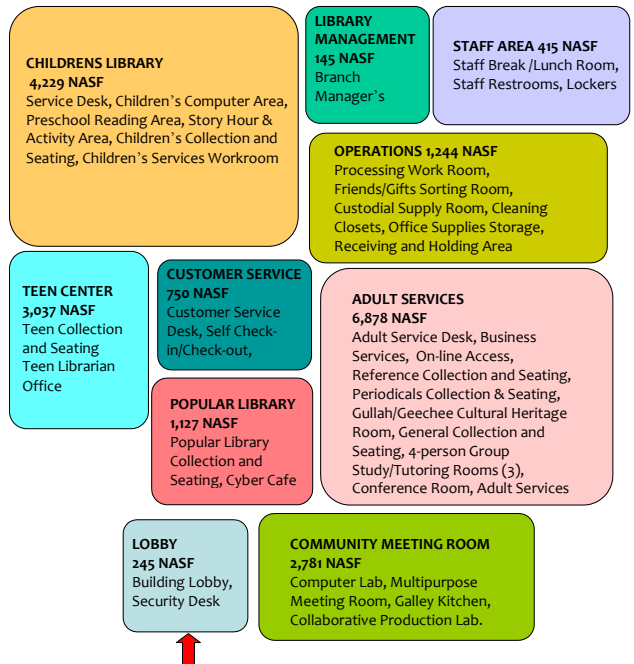 CHILDRENS LIBRARY
4,229 NASF
Service Desk, Children’s Computer Area,
Preschool Reading Area, Story Hour &
Activity Area, Children’s Collection and
Seating, Children’s Services Workroom
LIBRARY
MANAGEMENT
145 NASF
Branch
Manager’s
STAFF AREA 415 NASF
Staff Break /Lunch Room,
Staff Restrooms, Lockers
OPERATIONS 1,244 NASF
Processing Work Room,
Friends/Gifts Sorting Room,
Custodial Supply Room, Cleaning
Closets, Office Supplies Storage,
Receiving and Holding Area
TEEN CENTER
3,037 NASF
Teen Collection
and Seating
Teen Librarian
Office
CUSTOMER SERVICE
750 NASF
Customer Service
Desk, Self Check-
in/Check-out,
ADULT SERVICES
6,878 NASF
Adult Service Desk, Business
Services, On-line Access,
Reference Collection and Seating,
Periodicals Collection & Seating,
Gullah/Geechee Cultural Heritage
Room, General Collection and
Seating, 4-person Group
Study/Tutoring Rooms (3),
Conference Room, Adult Services
POPULAR LIBRARY
1,127 NASF
Popular Library
Collection and
Seating, Cyber Cafe
LOBBY
245 NASF
Building Lobby,
Security Desk
COMMUNITY MEETING ROOM
2,781 NASF
Computer Lab, Multipurpose
Meeting Room, Galley Kitchen,
Collaborative Production Lab.